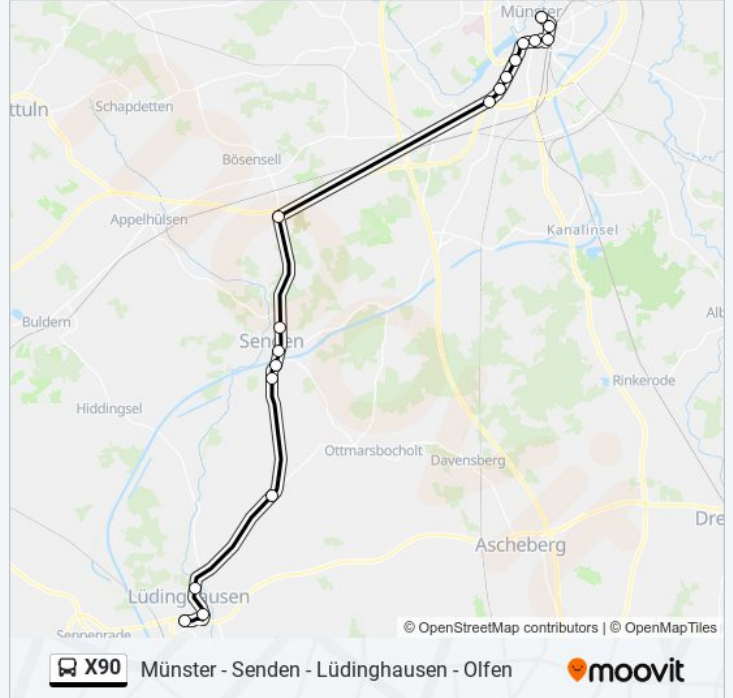 Münster
ttuln
Schapdetten
Bösensell
Appelhülsen
Kanalinsel
Buldern
Senden
Alb
Rinkerode
Hiddingsel
Ottmarsbocholt
Davensberg
Dre
Ascheberg
Lüdinghausen
Seppenrade
© OpenStreetMap contributors | © OpenMapTiles
X90 Münster - Senden - Lüdinghausen - Olfen moovit